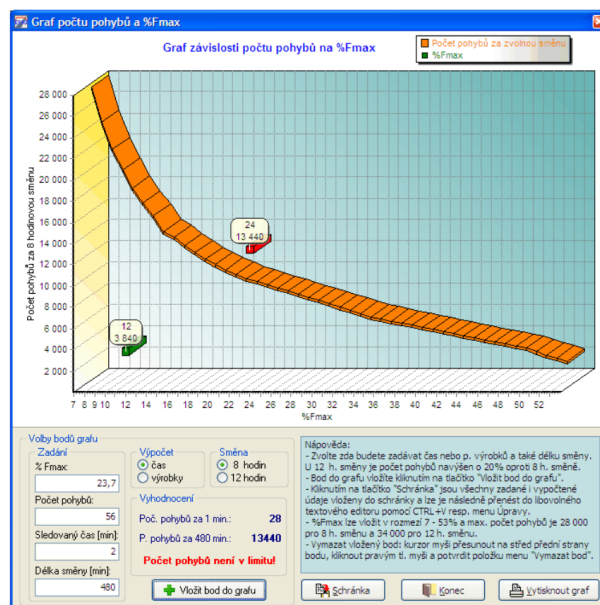 Graf počtu pohybů a %Fmax
Graf závislosti počtu pohybů na %Fmax
Počet pohybů za zvolnou směnu
%Fmax
Počet pohybů za 8 hodinovou směnu
28 000
26 000
24 000
22 000
20 000
18 000
16 000
14 000
12 000
10 000
8 000
6 000
4 000
2 000
24
13 440
12
3 840
7 8 9 10 12 14 16 18 20 22 24 26 28 30 32 34 36 38 40 42 44 46 48 50 52
%Fmax
Volby bodů grafu
Zadání
% Fmax:
23,7
Počet pohybů:
56
Sledovaný čas [min]:
2
Délka směny [min]:
480
Výpočet
čas
výrobky
Směna
8 hodin
12 hodin
Vyhodnocení
Poč. pohybů za 1 min.: 28
P. pohybů za 480 min.: 13440
Počet pohybů není v limitu!
Vložit bod do grafu
Nápověda:
- Zvolte zda budete zadávat čas nebo p. výrobků a také délku směny.
U 12 h. směny je počet pohybů navýšen o 20% oproti 8 h. směně.
- Bod do grafu vložíte kliknutím na tlačítko "Vložit bod do grafu".
- Kliknutím na tlačítko "Schránka" jsou všechny zadané i vypočtené
údaje vloženy do schránky a lze je následně přenést do libovolného
textového editoru pomocí CTRL+V resp. menu Úpravy.
- %Fmax lze vložit v rozmezí 7 - 53% a max. počet pohybů je 28 000
pro 8 h. směnu a 34 000 pro 12 h. směnu.
- Vymazat vložený bod: kurzor myši přesunout na střed přední strany
bodu, kliknout pravým tl. myši a potvrdit položku menu "Vymazat bod".
Schránka
Konec
Vytisknout graf